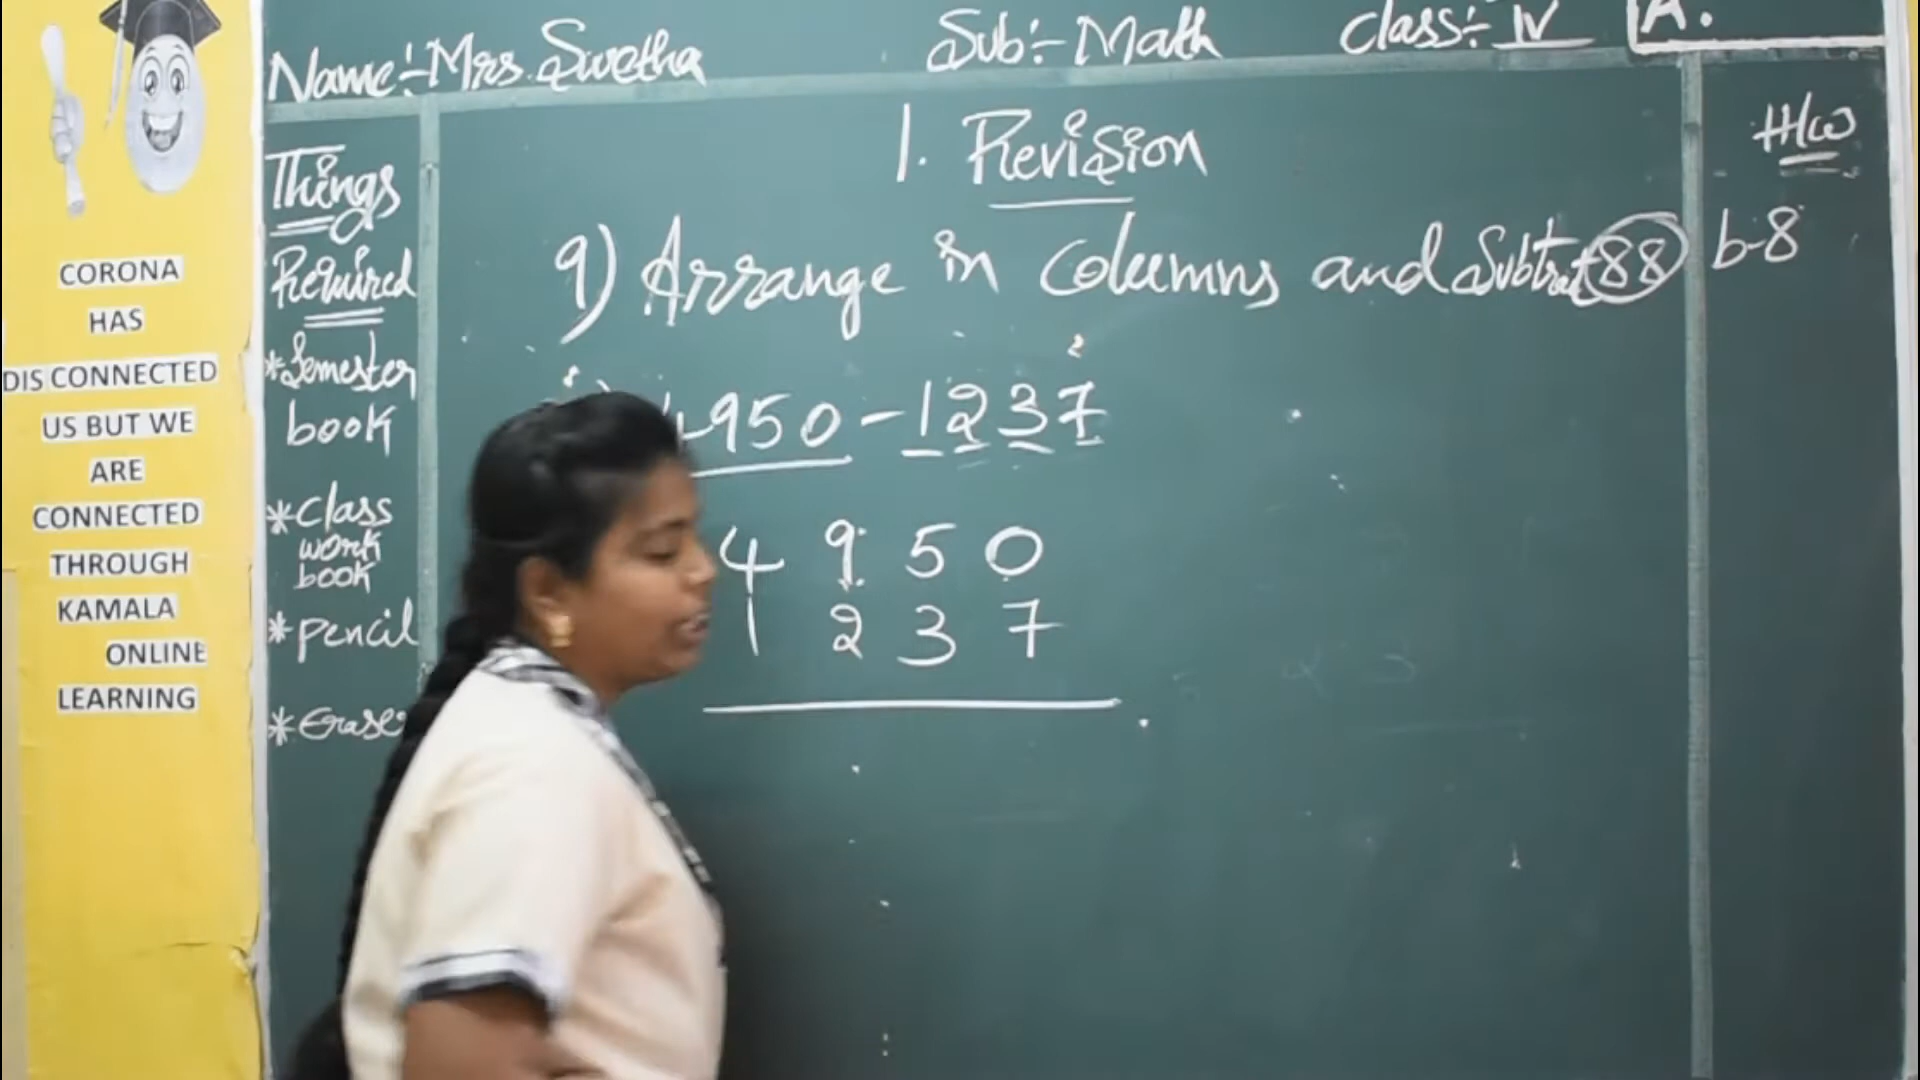 CORONA
HAS
DIS CONNECTED
US BUT WE
ARE
CONNECTED
THROUGH
KAMALA
ONLINE
LEARNING
Name:- Mrs. Swetha Sub:- Math Class:- IV A.
Things
Required
*Semester
book
*Class
work
book
*pencil
1. Revision
9) Arrange in Columns and 88
950 - 1237
4 9 5 0
1 2 3 7
H/w
b-8